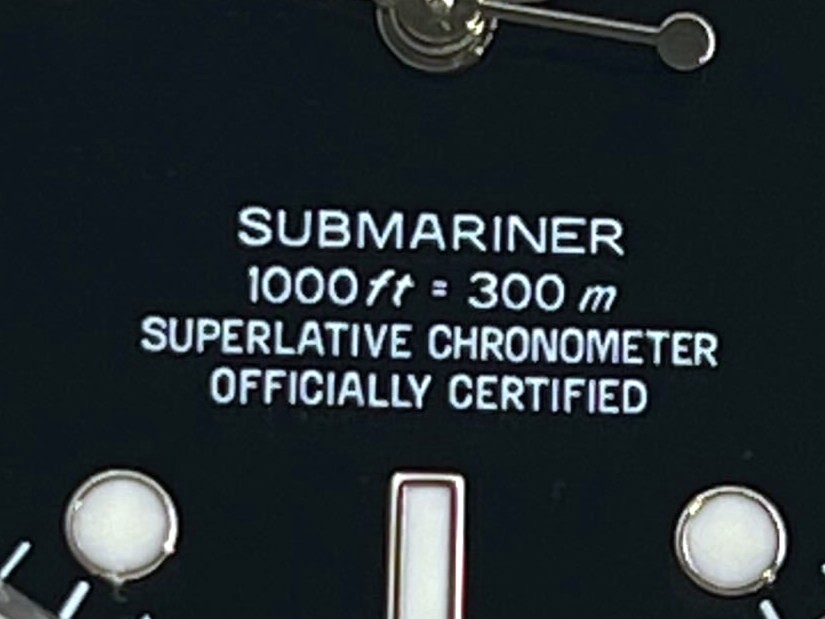 SUBMARINER
1000 ft = 300 m
SUPERLATIVE CHRONOMETER
OFFICIALLY CERTIFIED